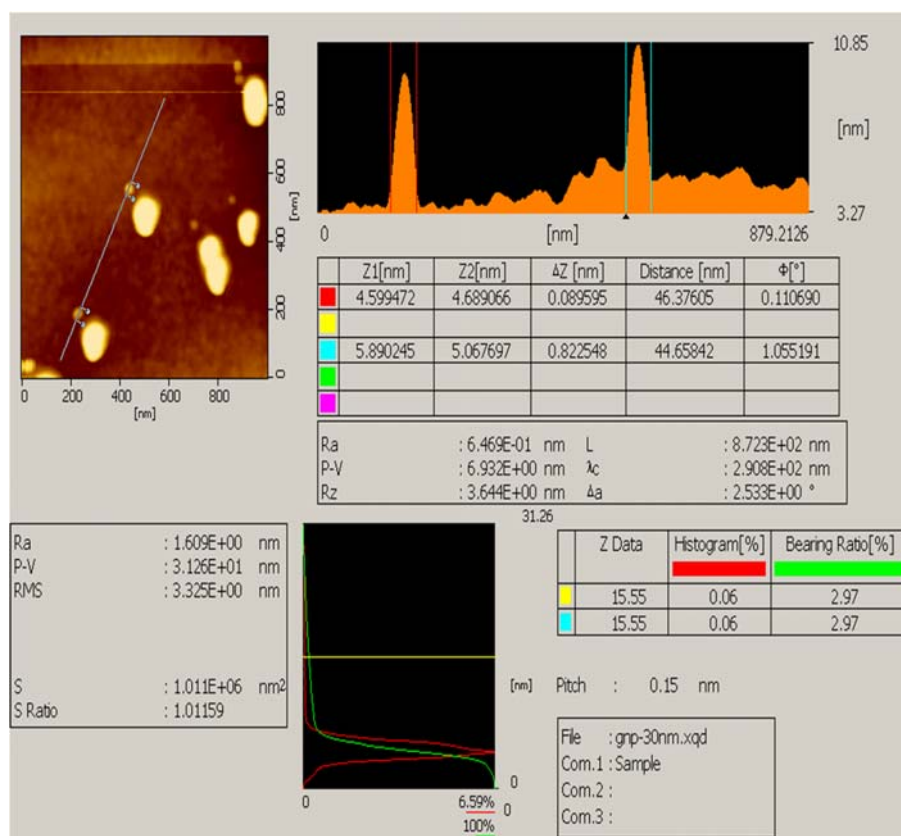 10.85
[nm]
3.27
0 [nm] 879.2126
800
600
400
[nm]
200
0
0 200 400 600 800
[nm]
Z1[nm] Z2[nm] ΔZ [nm] Distance [nm] Φ[°]
4.599472 4.689066 0.089595 46.37605 0.110690
5.890245 5.067697 0.822548 44.65842 1.055191
Ra : 6.469E-01 nm L : 8.723E+02 nm
P-V : 6.932E+00 nm λc : 2.908E+02 nm
Rz : 3.644E+00 nm Δa : 2.533E+00 °
Ra : 1.609E+00 nm
P-V : 3.126E+01 nm
RMS : 3.325E+00 nm
S : 1.011E+06 nm2
S Ratio : 1.01159
31.26
[nm]
0
0 6.59% 0
100%
Z Data Histogram[%] Bearing Ratio[%]
15.55 0.06 2.97
15.55 0.06 2.97
Pitch : 0.15 nm
File : gnp-30nm.xqd
Com.1 : Sample
Com.2 :
Com.3 :